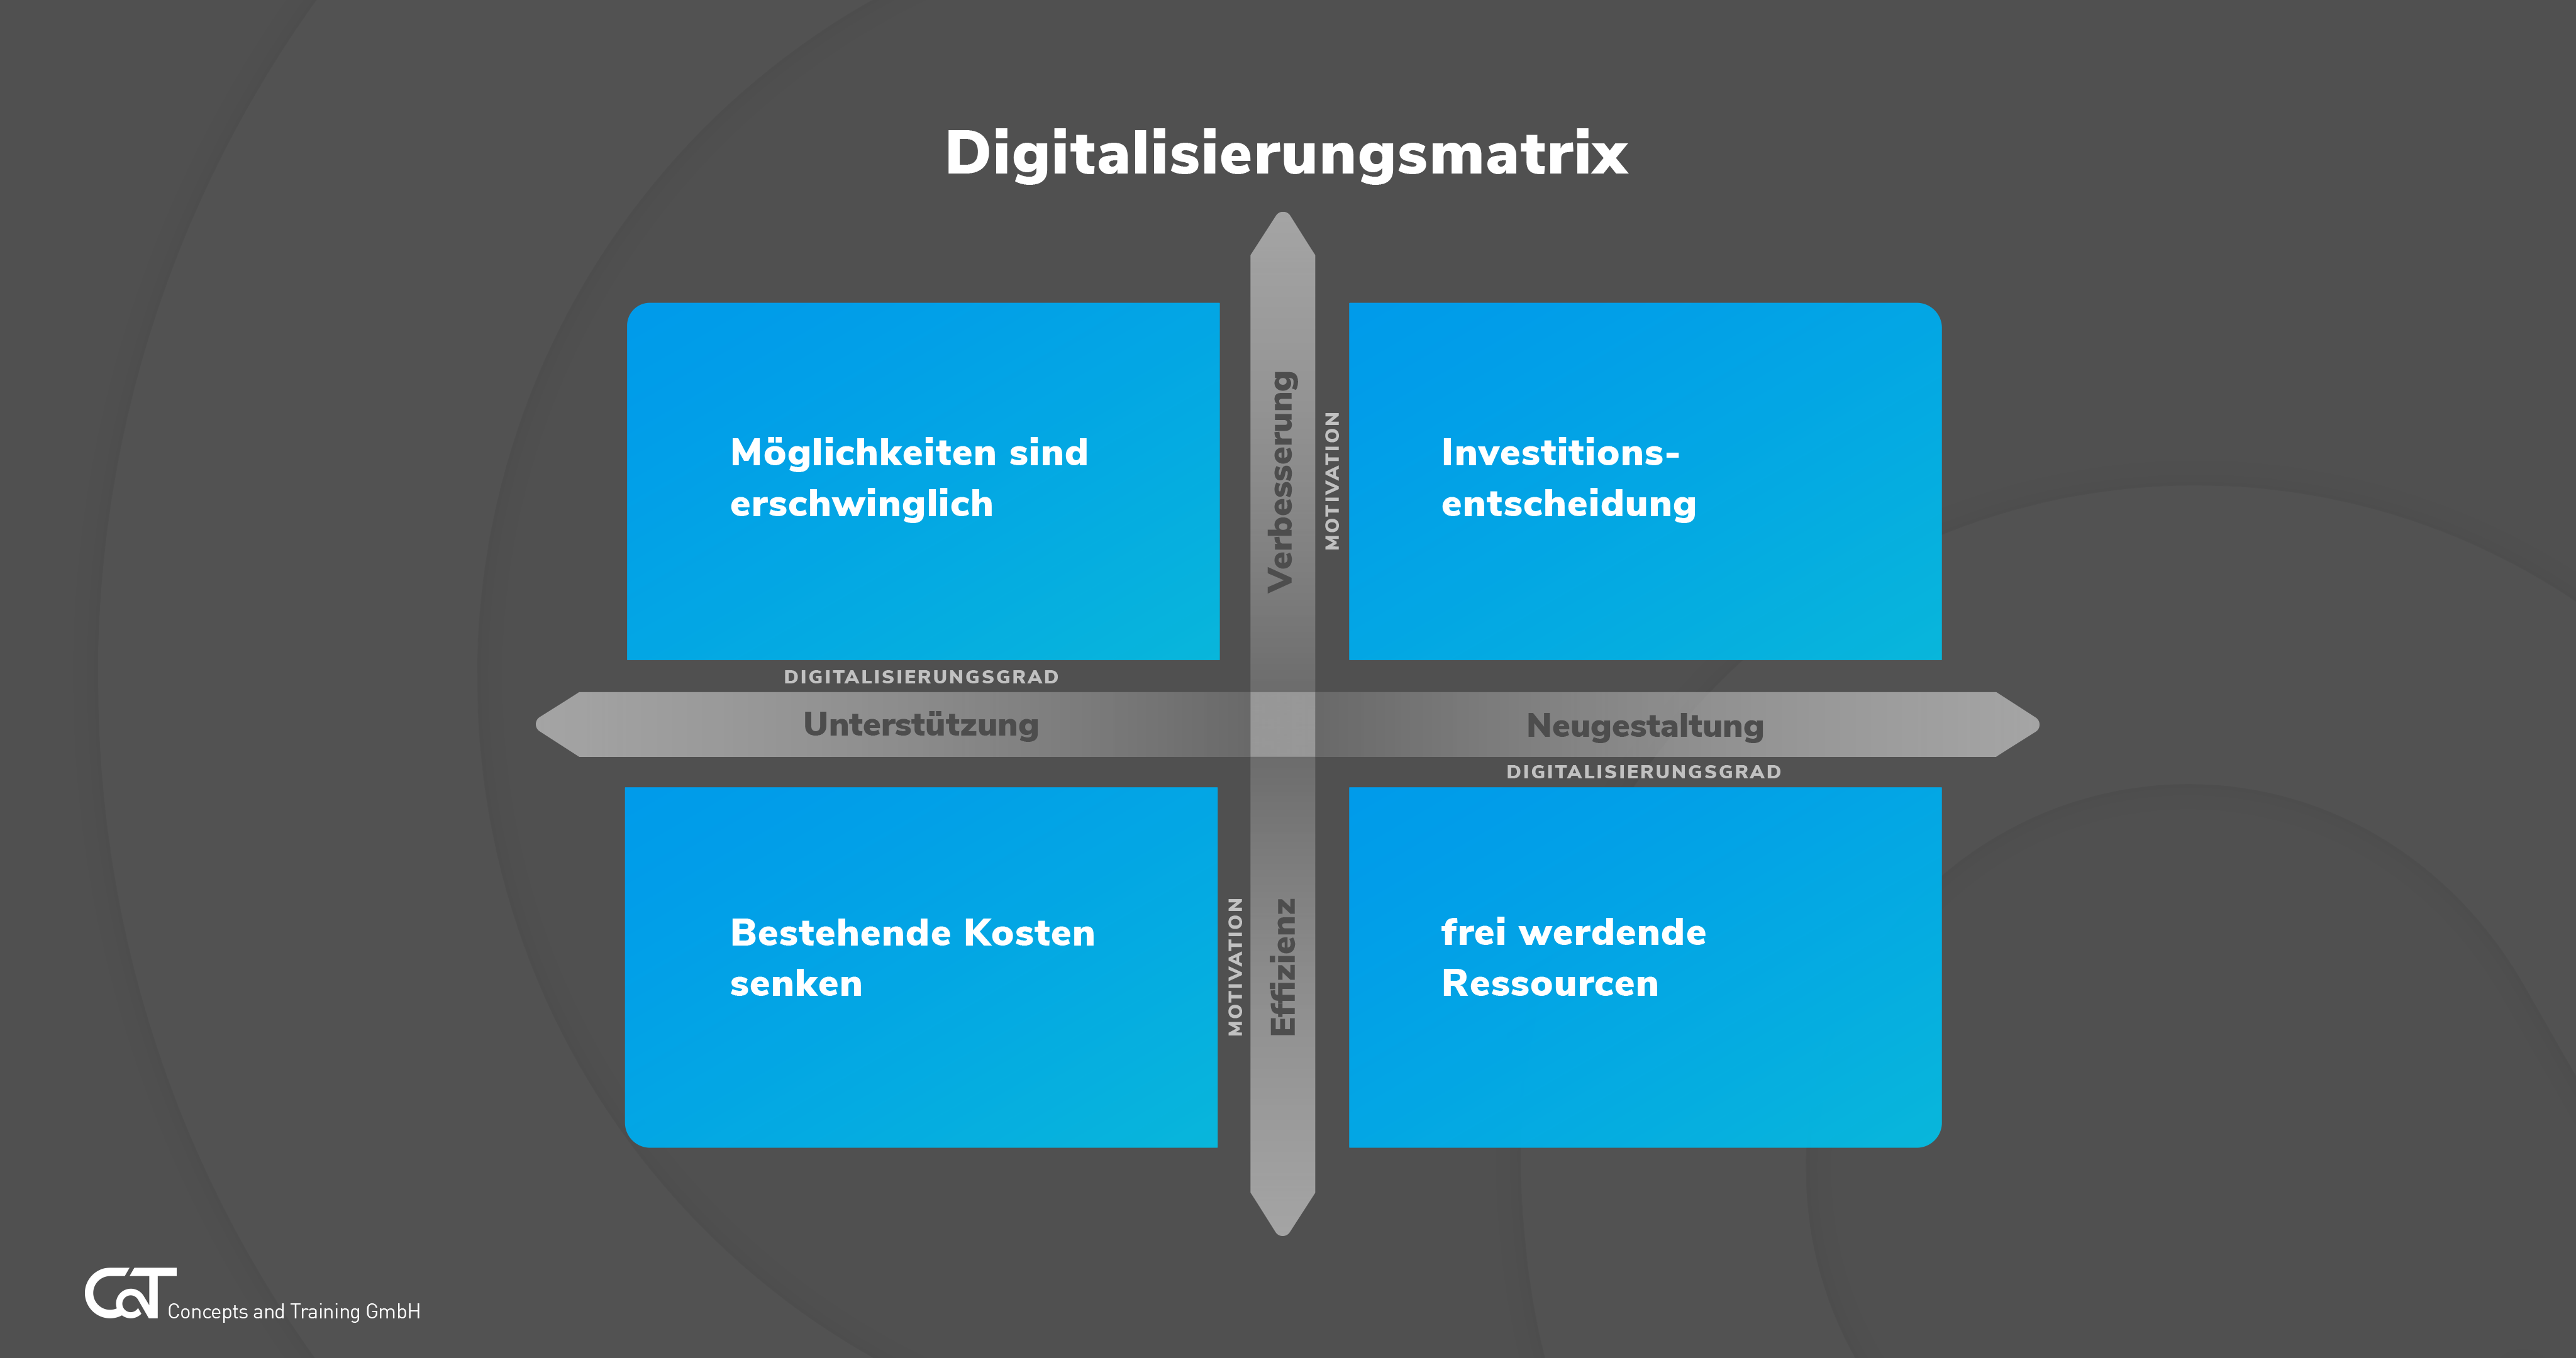 Digitalisierungsmatrix
Möglichkeiten sind
erschwinglich
Verbesserung
MOTIVATION
Investitions-
entscheidung
DIGITALISIERUNGSGRAD
Unterstützung
Neugestaltung
DIGITALISIERUNGSGRAD
Bestehende Kosten
senken
MOTIVATION
Effizienz
frei werdende
Ressourcen
CaT Concepts and Training GmbH